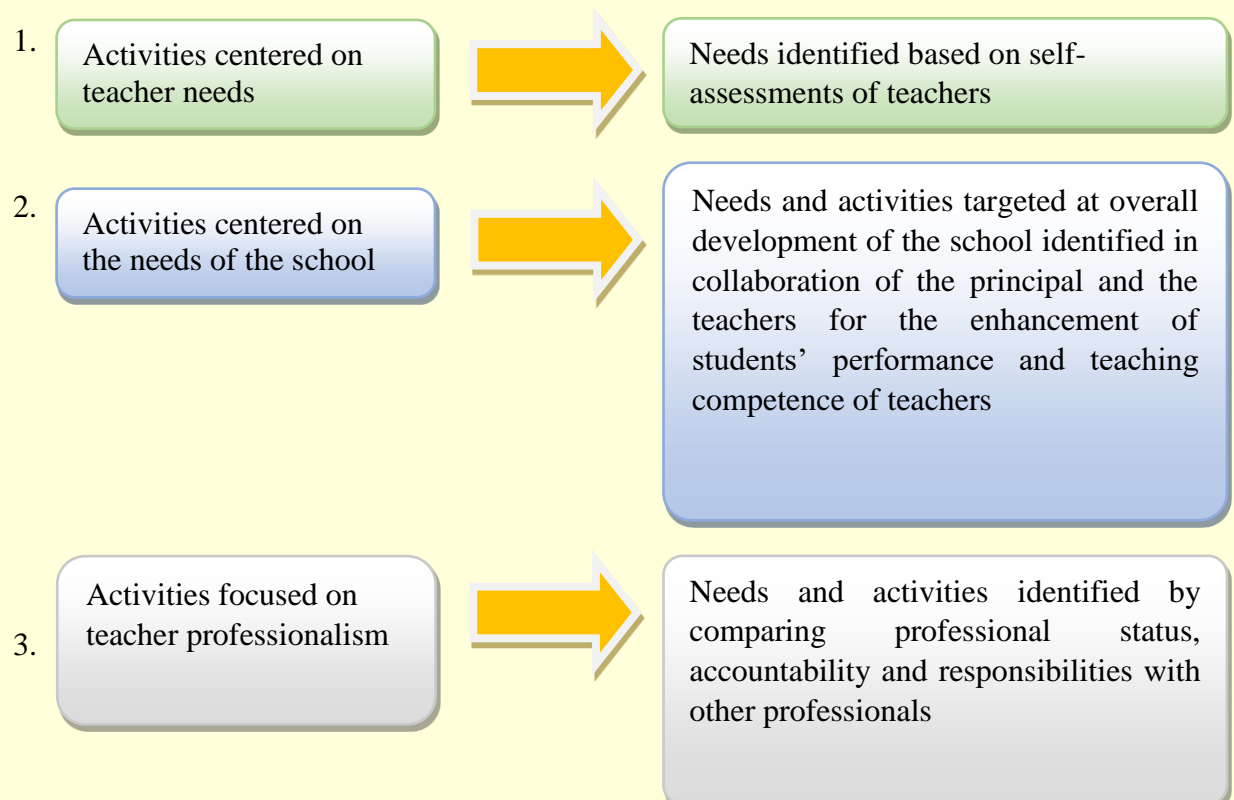 1.
Activities centered on
teacher needs
Needs identified based on self-
assessments of teachers
2.
Activities centered on
the needs of the school
Needs and activities targeted at overall
development of the school identified in
collaboration of the principal and the
teachers for the enhancement of
students’ performance and teaching
competence of teachers
3.
Activities focused on
teacher professionalism
Needs and activities identified by
comparing professional status,
accountability and responsibilities with
other professionals